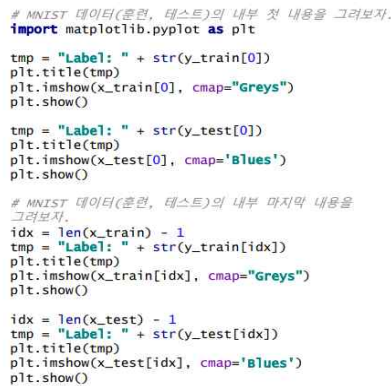 # MNIST 데이터(훈련, 테스트)의 내부 첫 내용을 그려보자.
import matplotlib.pyplot as plt
tmp = "Label: " + str(y_train[0])
plt.title(tmp)
plt.imshow(x_train[0], cmap="Greys")
plt.show()
tmp = "Label: " + str(y_test[0])
plt.title(tmp)
plt.imshow(x_test[0], cmap='Blues')
plt.show()
# MNIST 데이터(훈련, 테스트)의 내부 마지막 내용을
그려보자.
idx = len(x_train) - 1
tmp = "Label: " + str(y_train[idx])
plt.title(tmp)
plt.imshow(x_train[idx], cmap="Greys")
plt.show()
idx = len(x_test) - 1
tmp = "Label: " + str(y_test[idx])
plt.title(tmp)
plt.imshow(x_test[idx], cmap='Blues')
plt.show()